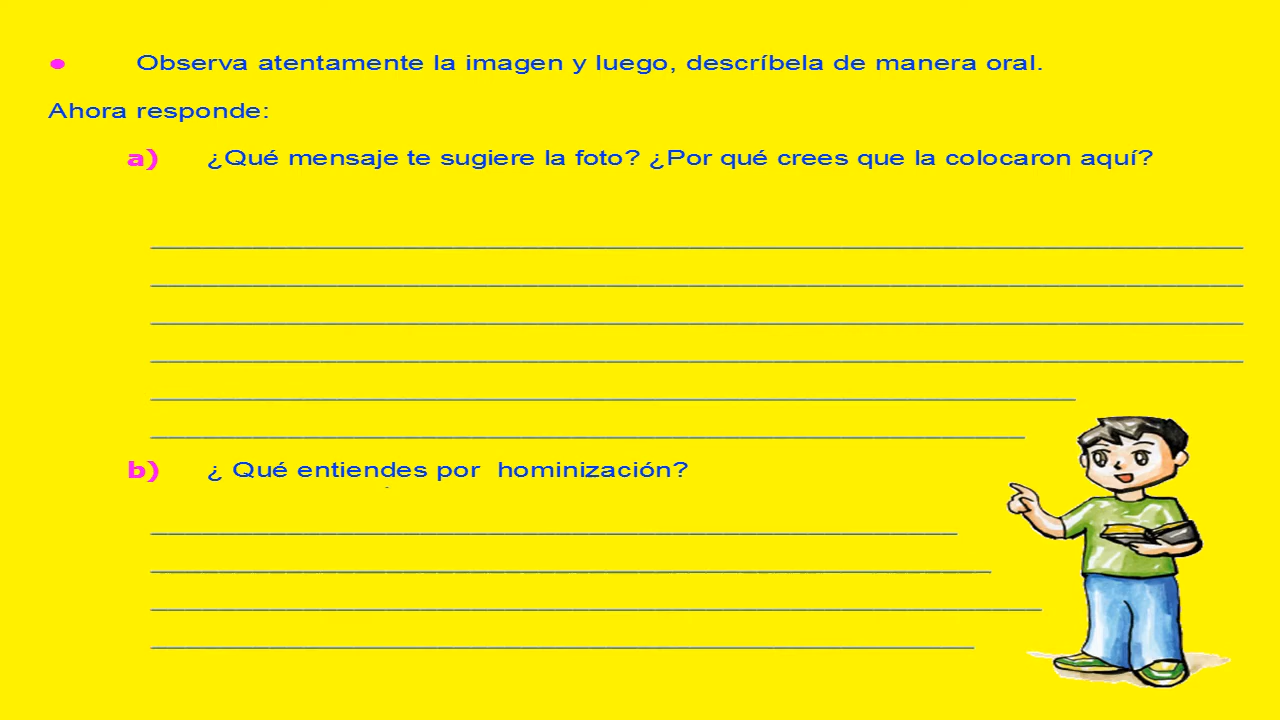 • Observa atentamente la imagen y luego, descríbela de manera oral.
Ahora responde:
a) ¿Qué mensaje te sugiere la foto? ¿Por qué crees que la colocaron aquí?
b) ¿ Qué entiendes por hominización?